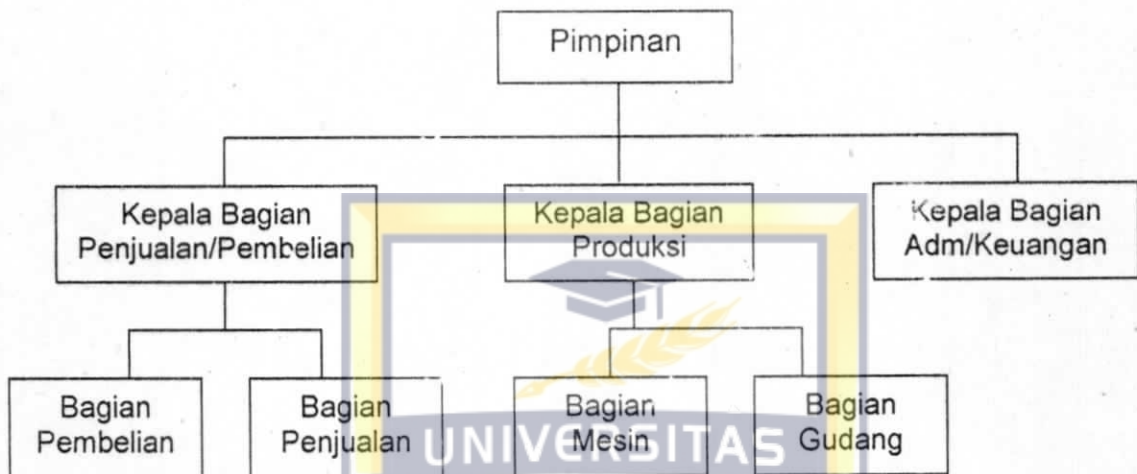 Pimpinan
Kepala Bagian
Penjualan/Pembelian
Kepala Bagian
Produksi
Kepala Bagian
Adm/Keuangan
Bagian
Pembelian
Bagian
Penjualan
Bagian
Mesin
Bagian
Gudang
UNIVERSITAS